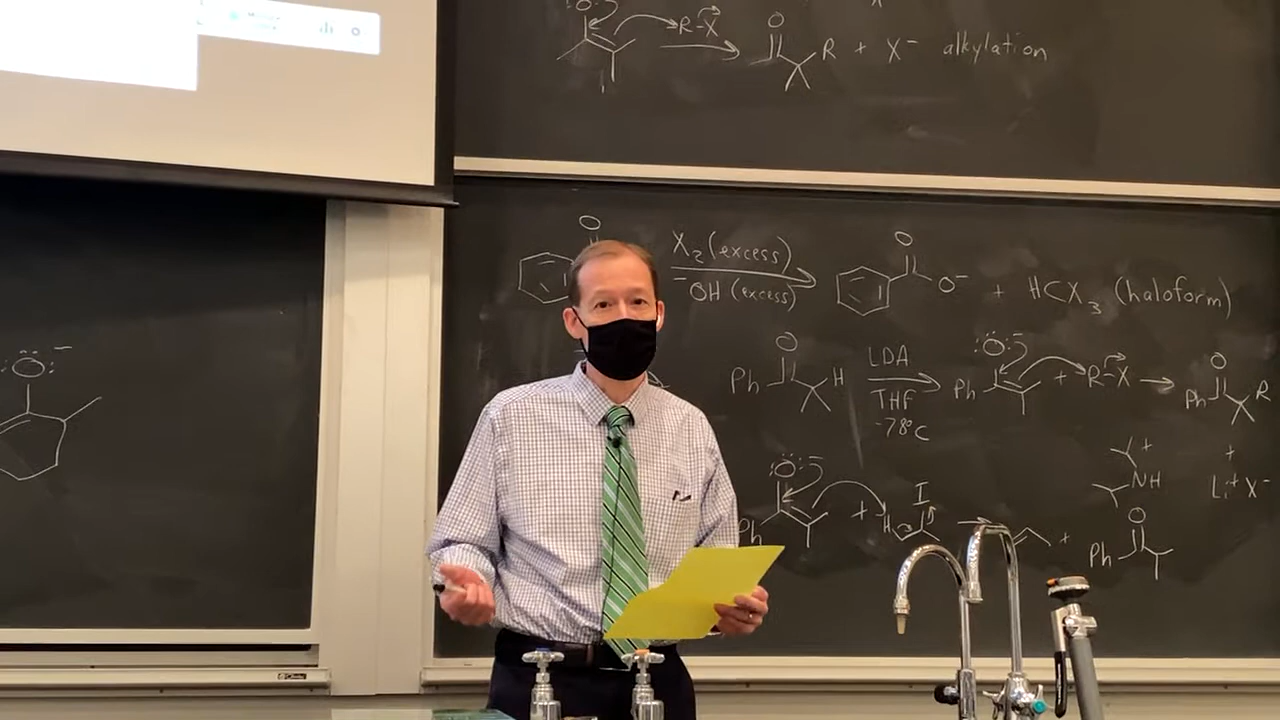 :Ö R-X O R + X⁻ alkylation
O X₂ (excess) O
⁻OH (excess) O⁻ + HCX₃ (haloform)
:Ö:⁻
O LDA :Ö:⁻ O
Ph H THF Ph + R-X Ph R
-78°C
+ +
NH Li⁺ X⁻
:Ö:⁻ I O
Ph + H + Ph